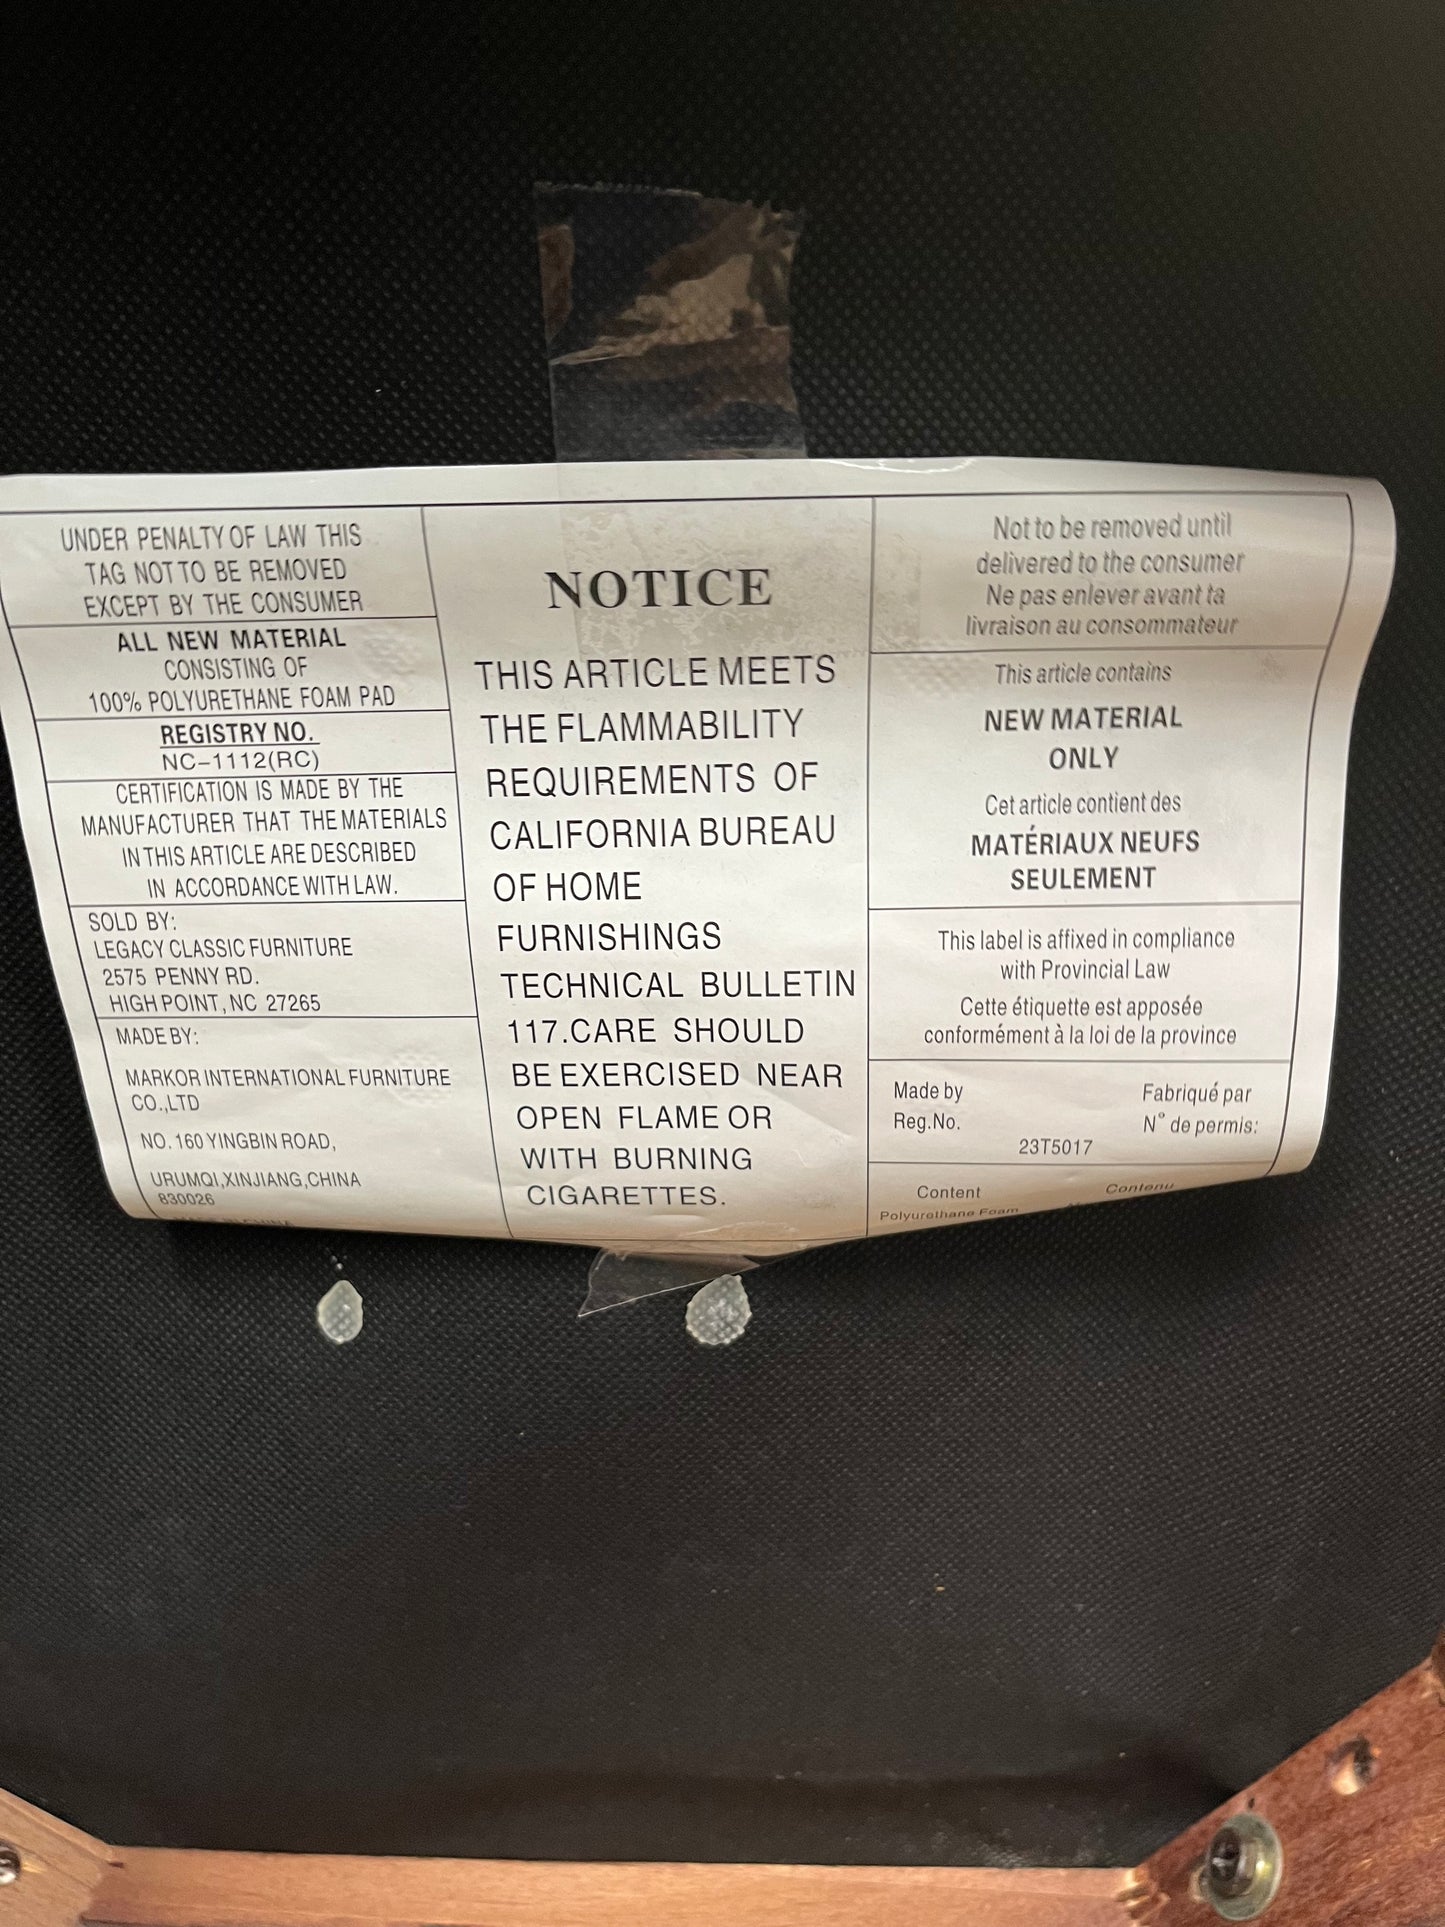 UNDER PENALTY OF LAW THIS
TAG NOT TO BE REMOVED
EXCEPT BY THE CONSUMER
ALL NEW MATERIAL
CONSISTING OF
100% POLYURETHANE FOAM PAD
REGISTRY NO.
NC-1112(RC)
CERTIFICATION IS MADE BY THE
MANUFACTURER THAT THE MATERIALS
IN THIS ARTICLE ARE DESCRIBED
IN ACCORDANCE WITH LAW.
SOLD BY:
LEGACY CLASSIC FURNITURE
2575 PENNY RD.
HIGH POINT, NC 27265
MADE BY:
MARKOR INTERNATIONAL FURNITURE
CO.,LTD
NO. 160 YINGBIN ROAD,
URUMQI,XINJIANG,CHINA
830026
NOTICE
THIS ARTICLE MEETS
THE FLAMMABILITY
REQUIREMENTS OF
CALIFORNIA BUREAU
OF HOME
FURNISHINGS
TECHNICAL BULLETIN
117.CARE SHOULD
BE EXERCISED NEAR
OPEN FLAME OR
WITH BURNING
CIGARETTES.
Not to be removed until
delivered to the consumer
Ne pas enlever avant ta
livraison au consommateur
This article contains
NEW MATERIAL
ONLY
Cet article contient des
MATÉRIAUX NEUFS
SEULEMENT
This label is affixed in compliance
with Provincial Law
Cette étiquette est apposée
conformément à la loi de la province
Made by Fabriqué par
Reg.No. N° de permis:
23T5017
Content Contenu
Polyurethane Foam